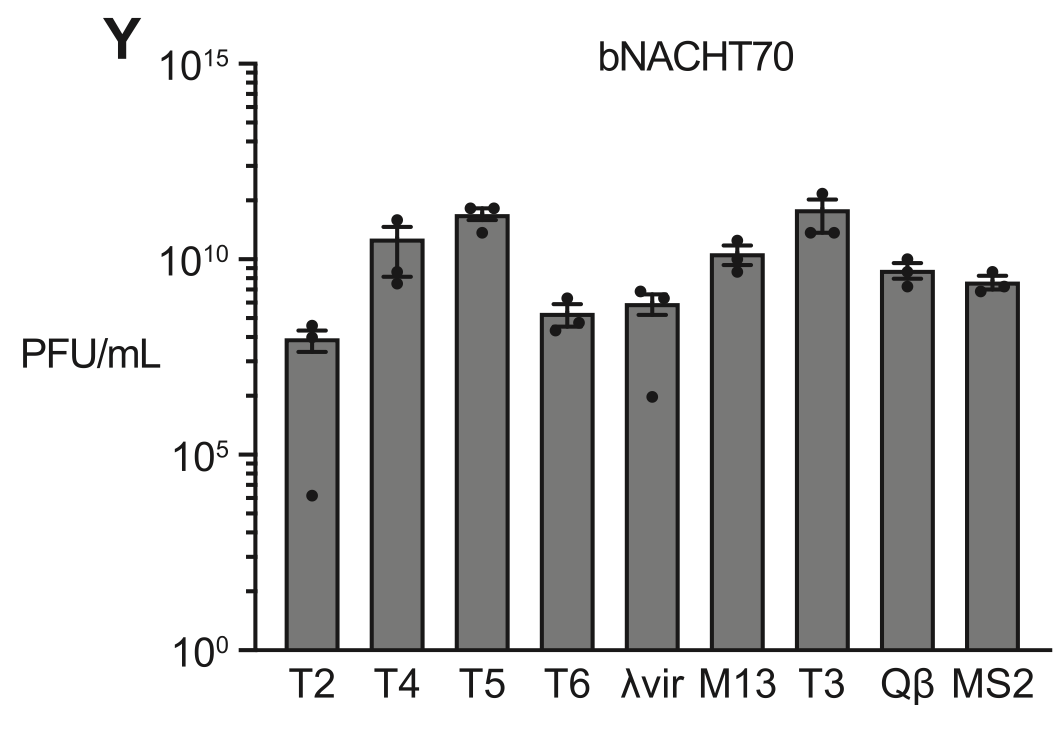 Y
bNACHT70
10¹⁵
10¹⁰
PFU/mL
10⁵
10⁰
T2 T4 T5 T6 λvir M13 T3 Qβ MS2